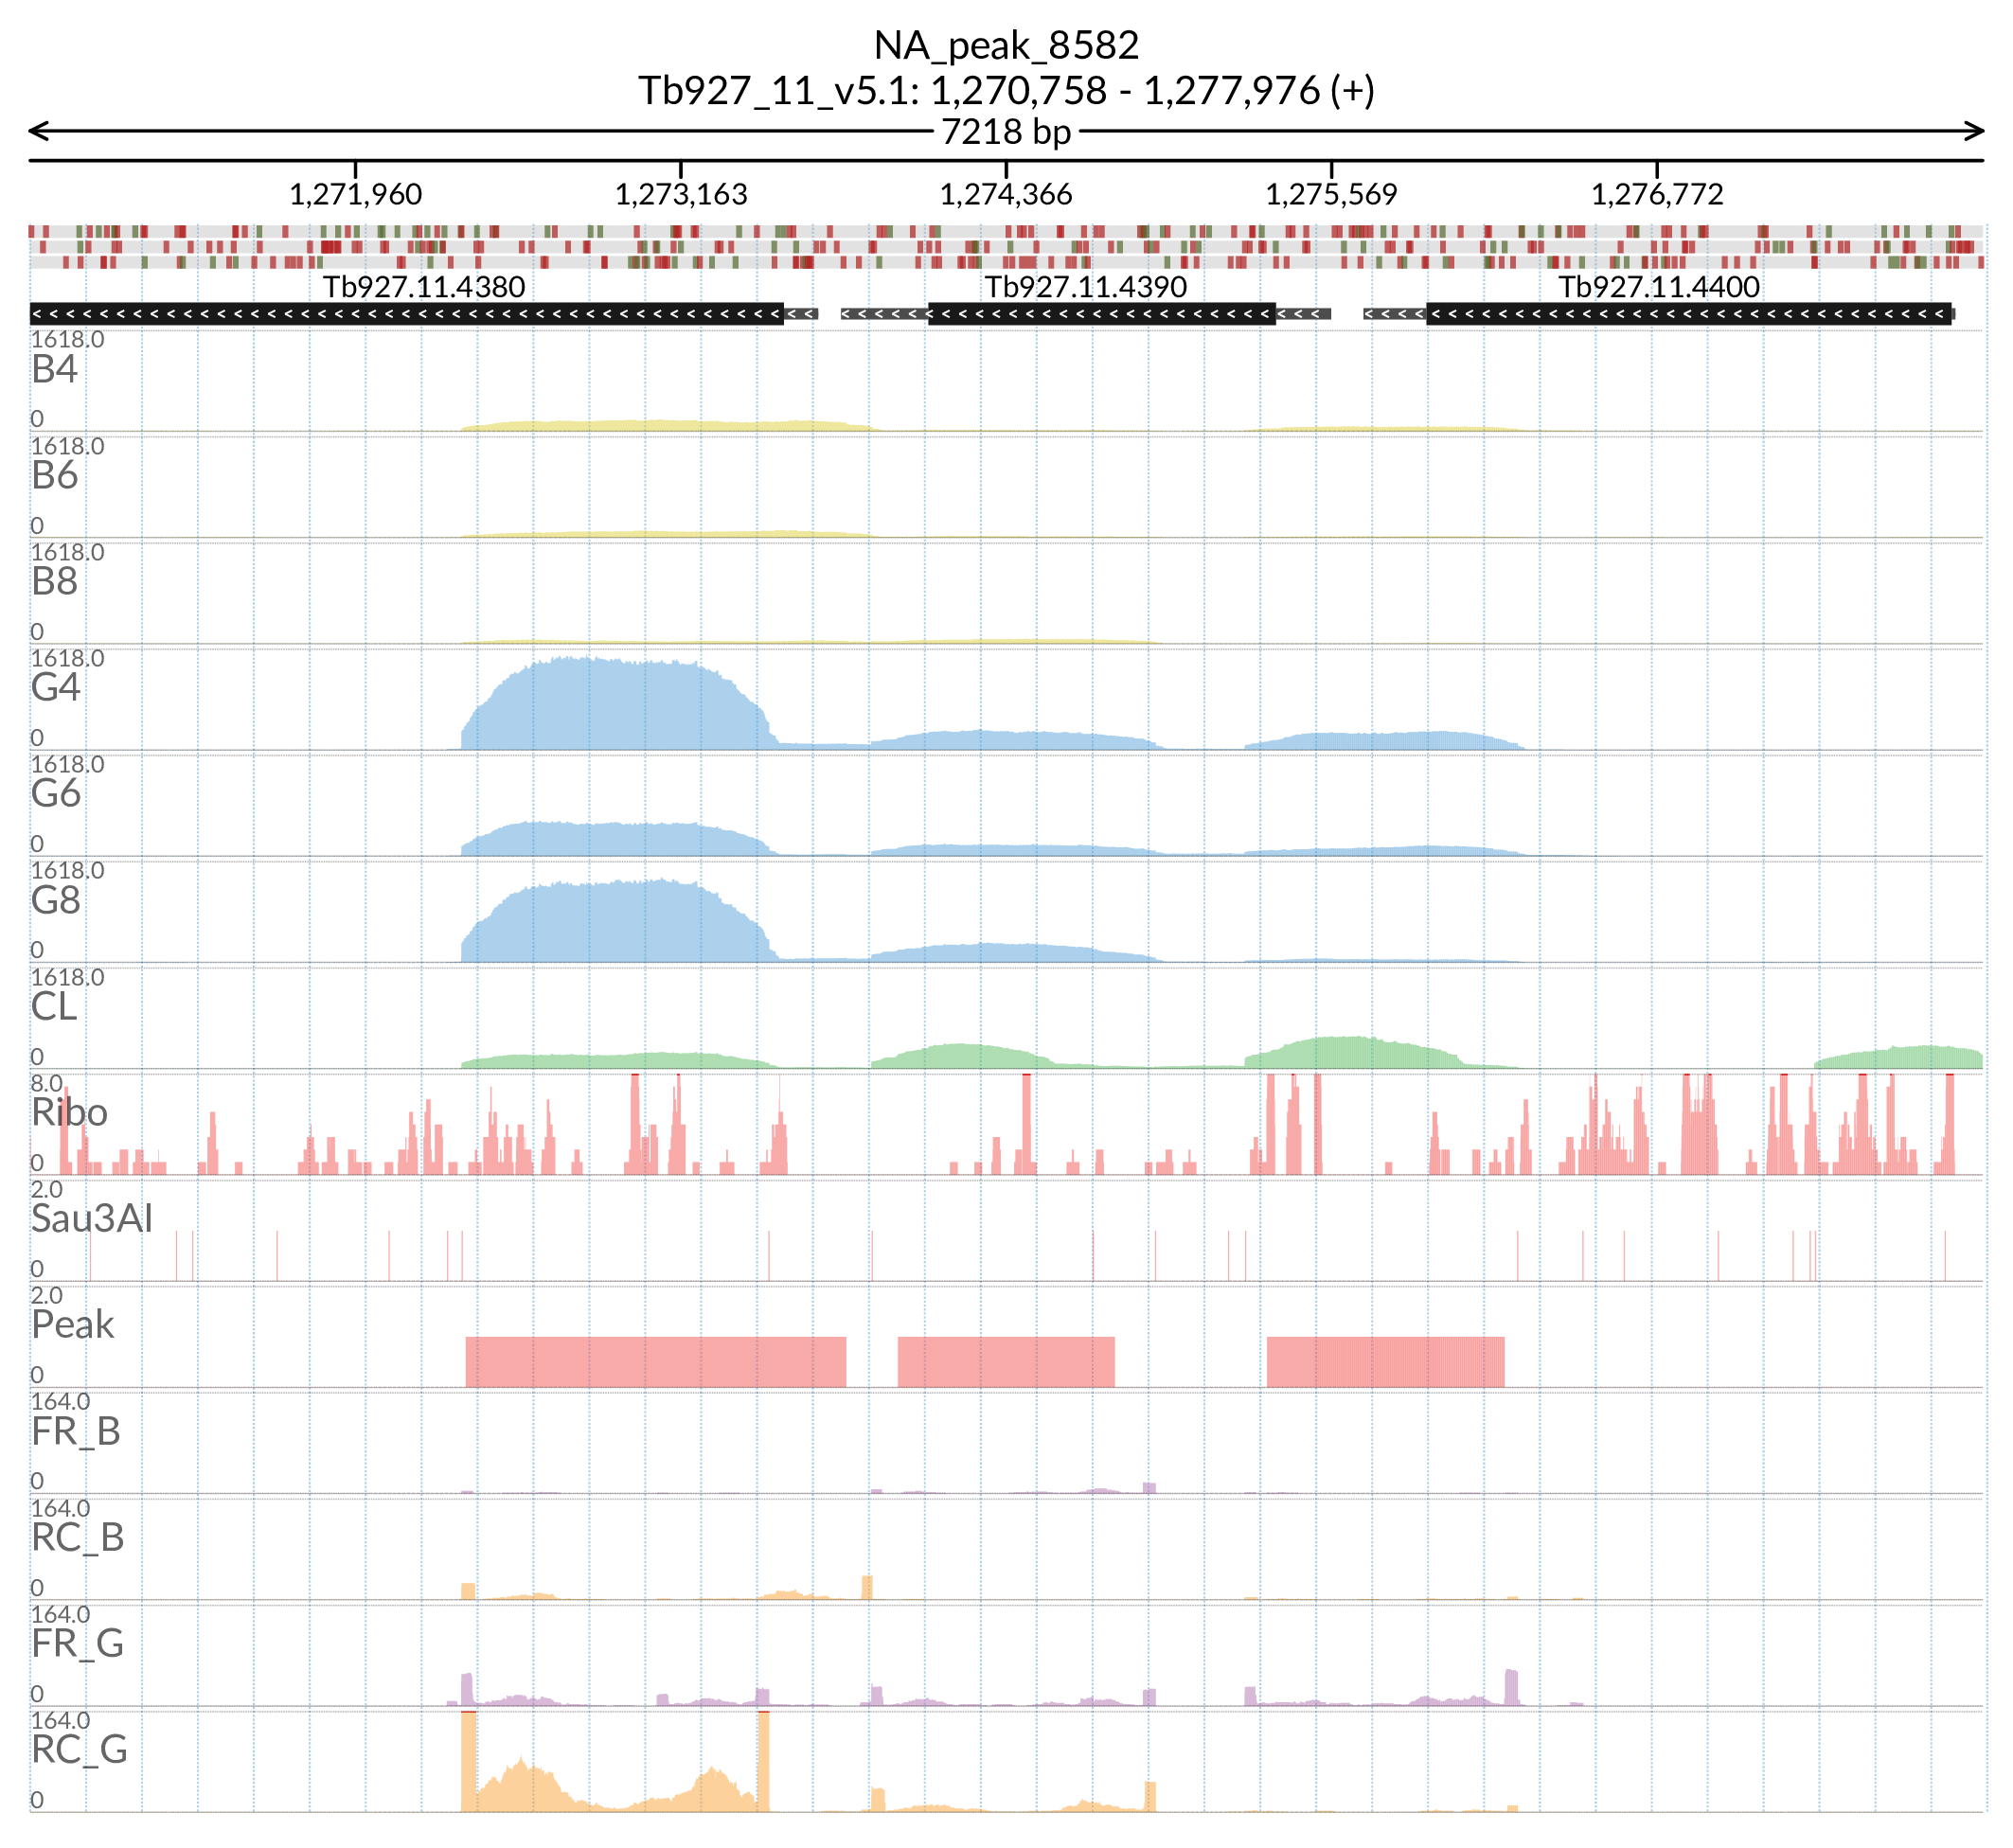 NA_peak_8582
Tb927_11_v5.1: 1,270,758 - 1,277,976 (+)
7218 bp
1,271,960 1,273,163 1,274,366 1,275,569 1,276,772
Tb927.11.4380 Tb927.11.4390 Tb927.11.4400
1618.0
B4
0
1618.0
B6
0
1618.0
B8
0
1618.0
G4
0
1618.0
G6
0
1618.0
G8
0
1618.0
CL
0
8.0
Ribo
0
2.0
Sau3AI
0
2.0
Peak
0
164.0
FR_B
0
164.0
RC_B
0
164.0
FR_G
0
164.0
RC_G
0